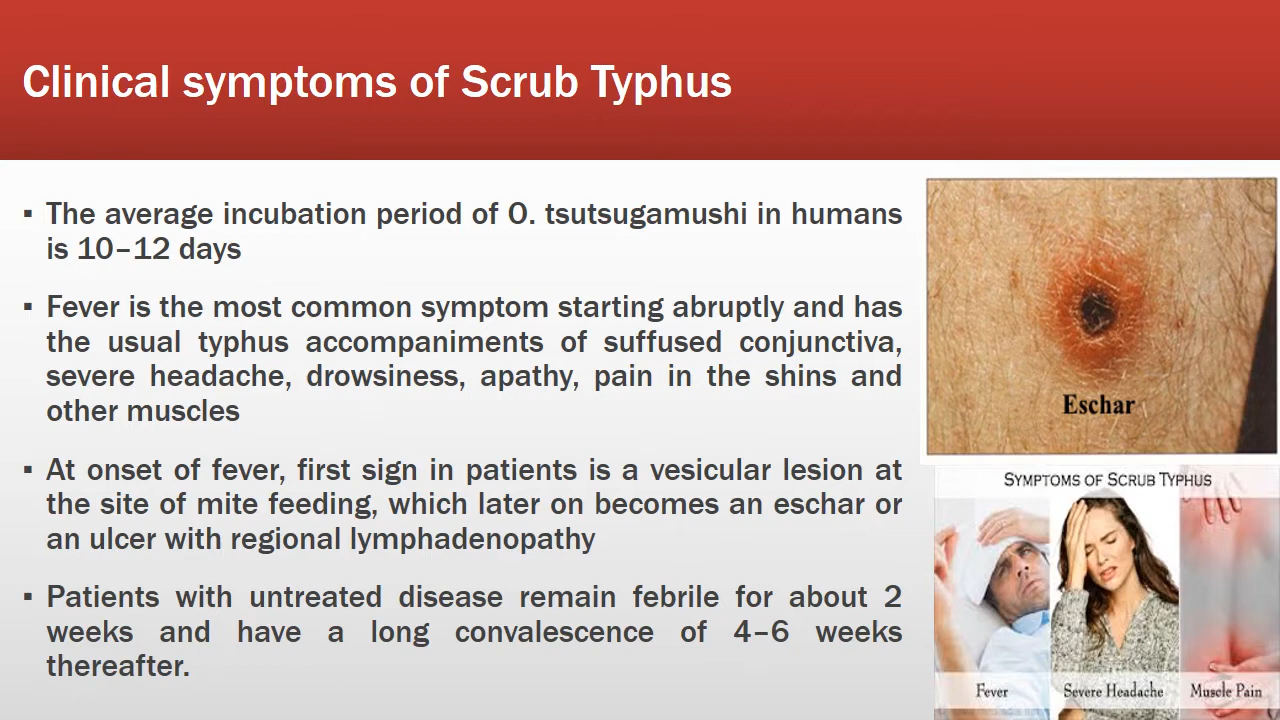 Clinical symptoms of Scrub Typhus
▪ The average incubation period of O. tsutsugamushi in humans
is 10–12 days
▪ Fever is the most common symptom starting abruptly and has
the usual typhus accompaniments of suffused conjunctiva,
severe headache, drowsiness, apathy, pain in the shins and
other muscles
▪ At onset of fever, first sign in patients is a vesicular lesion at
the site of mite feeding, which later on becomes an eschar or
an ulcer with regional lymphadenopathy
▪ Patients with untreated disease remain febrile for about 2
weeks and have a long convalescence of 4–6 weeks
thereafter.
Eschar
Symptoms of Scrub Typhus
Fever
Severe Headache
Muscle Pain